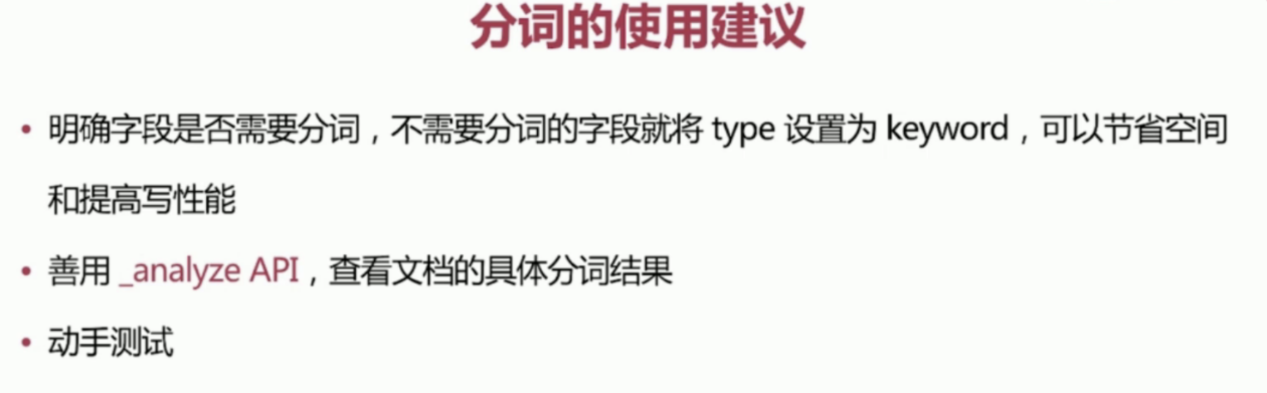 分词的使用建议
• 明确字段是否需要分词，不需要分词的字段就将 type 设置为 keyword，可以节省空间
和提高写性能
• 善用 _analyze API，查看文档的具体分词结果
• 动手测试